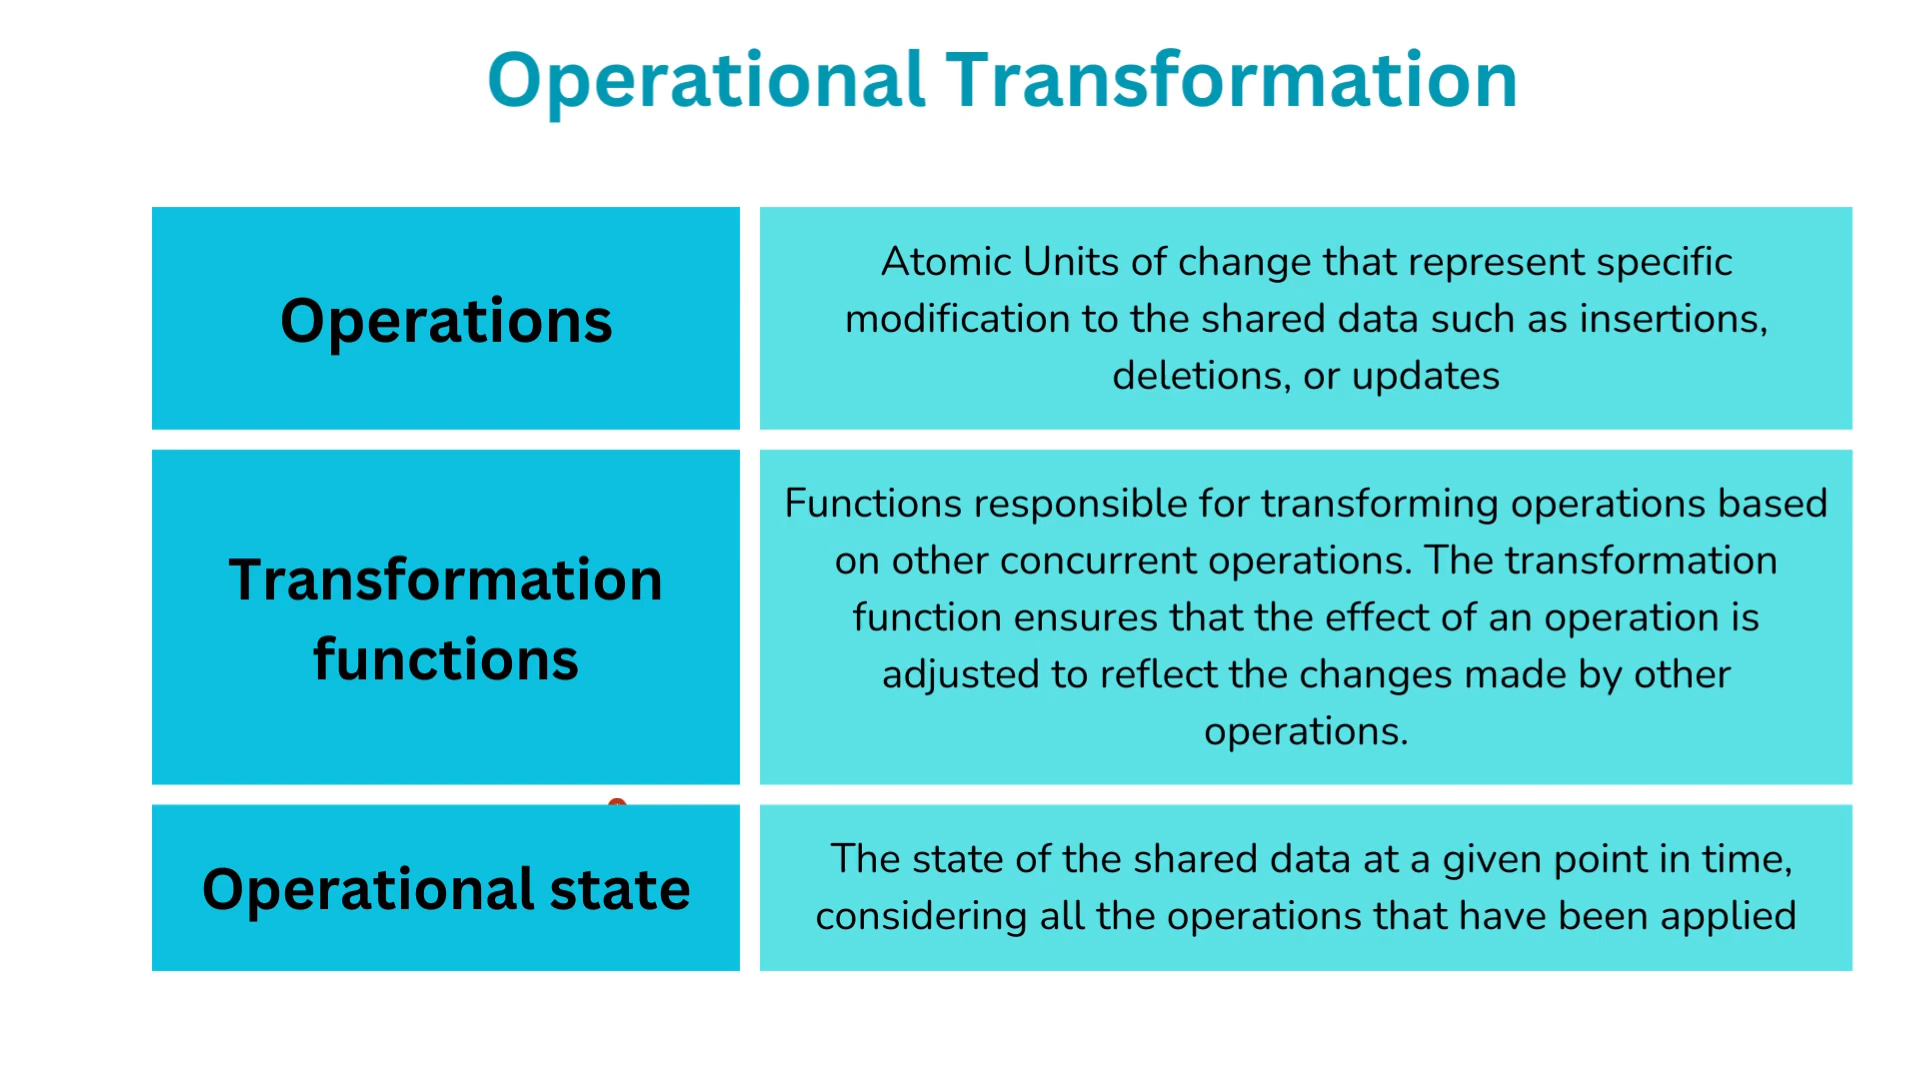 Operational Transformation
Operations
Atomic Units of change that represent specific
modification to the shared data such as insertions,
deletions, or updates
Transformation
functions
Functions responsible for transforming operations based
on other concurrent operations. The transformation
function ensures that the effect of an operation is
adjusted to reflect the changes made by other
operations.
Operational state
The state of the shared data at a given point in time,
considering all the operations that have been applied